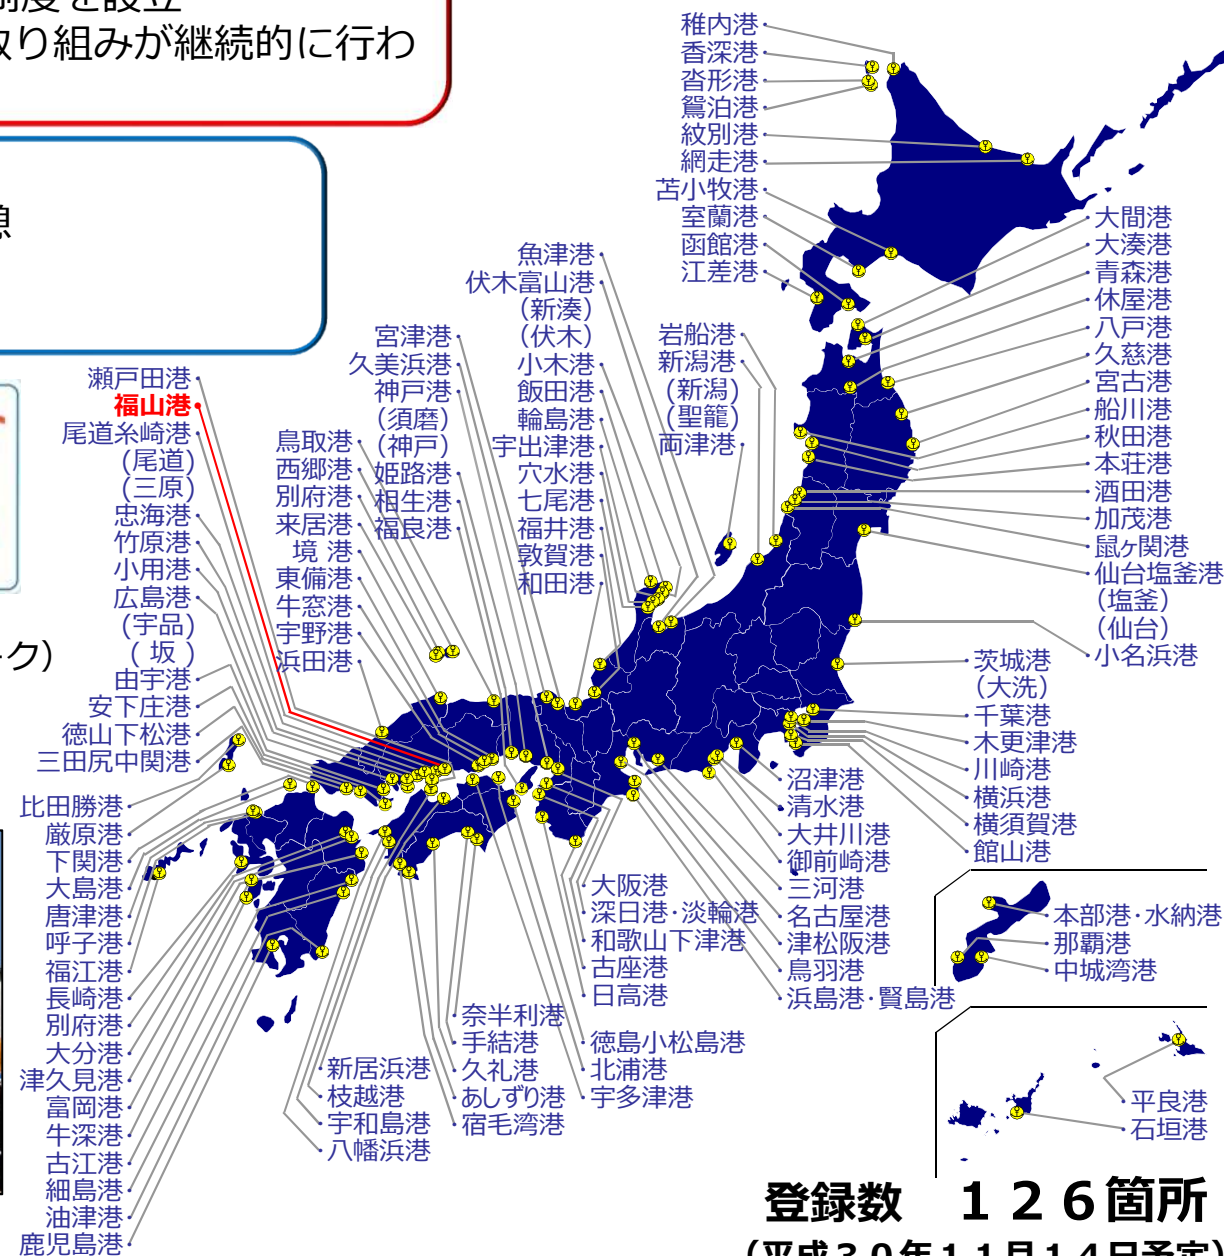 制度を設立
取り組みが継続的に行わ
憩
ーク）
稚内港
香深港
沓形港
鴛泊港
紋別港
網走港
苫小牧港
室蘭港
函館港
江差港
大間港
大湊港
青森港
休屋港
八戸港
久慈港
宮古港
船川港
秋田港
本荘港
酒田港
加茂港
鼠ヶ関港
仙台塩釜港
（塩釜）
（仙台）
小名浜港
魚津港
伏木富山港
（新湊）
（伏木）
小木港
飯田港
輪島港
宇出津港
穴水港
七尾港
福井港
敦賀港
和田港
岩船港
新潟港
（新潟）
（聖籠）
両津港
宮津港
久美浜港
神戸港
（須磨）
（神戸）
姫路港
相生港
福良港
鳥取港
西郷港
別府港
来居港
境 港
東備港
牛窓港
宇野港
浜田港
瀬戸田港
福山港
尾道糸崎港
（尾道）
（三原）
忠海港
竹原港
小用港
広島港
（宇品）
（ 坂 ）
由宇港
安下庄港
徳山下松港
三田尻中関港
比田勝港
厳原港
下関港
大島港
唐津港
呼子港
福江港
長崎港
別府港
大分港
津久見港
富岡港
牛深港
古江港
細島港
油津港
鹿児島港
新居浜港
枝越港
宇和島港
八幡浜港
奈半利港
手結港
久礼港
あしずり港
宿毛湾港
大阪港
深日港・淡輪港
和歌山下津港
古座港
日高港
徳島小松島港
北浦港
宇多津港
茨城港
（大洗）
千葉港
木更津港
川崎港
横浜港
横須賀港
館山港
沼津港
清水港
大井川港
御前崎港
三河港
名古屋港
津松阪港
鳥羽港
浜島港・賢島港
本部港・水納港
那覇港
中城湾港
平良港
石垣港
登録数　１２６箇所
（平成３０年１１月１４日予定）